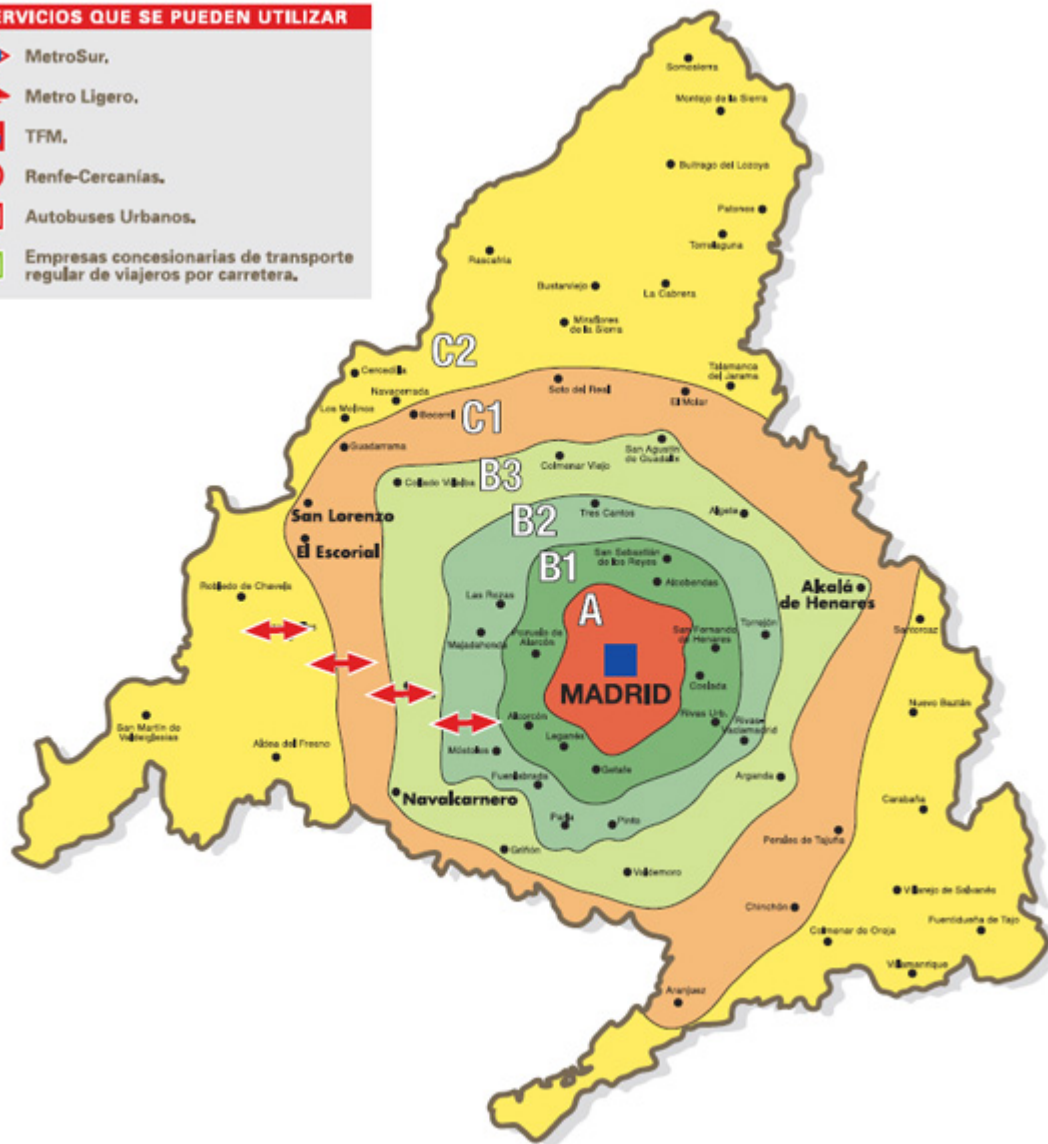 ERVICIOS QUE SE PUEDEN UTILIZAR
MetroSur.
Metro Ligero.
TFM.
Renfe-Cercanías.
Autobuses Urbanos.
Empresas concesionarias de transporte
regular de viajeros por carretera.
Somosierra
Montejo de la Sierra
Buitrago del Lozoya
Patones
Torrelaguna
Rascafria
Bustarviejo
La Cabrera
Miraflores
de la Sierra
C2
Cercedilla
Navacerrada
Los Molinos
Talamanca
del Jarama
Soto del Real
El Molar
Becerril
C1
Guadarrama
San Agustín
de Guadalix
Colmenar Viejo
B3
Collado Villalba
San Lorenzo
El Escorial
B2
Tres Cantos
Algete
B1
San Sebastián
de los Reyes
Alcobendas
Alcalá
de Henares
Robledo de Chavela
Las Rozas
A
Majadahonda
Pozuelo de
Alarcón
San Fernando
de Henares
Torrejón
Santorcaz
MADRID
Coslada
Nuevo Baztán
San Martín de
Valdeiglesias
Aldea del Fresno
Alcorcón
Leganés
Rivas Urb.
Rivas-
Vaciamadrid
Móstoles
Getafe
Fuenlabrada
Arganda
Navalcarnero
Carabaña
Parla
Pinto
Perales de Tajuña
Griñón
Valdemoro
Villarejo de Salvanés
Chinchón
Fuentidueña de Tajo
Colmenar de Oreja
Villamanrique
Aranjuez